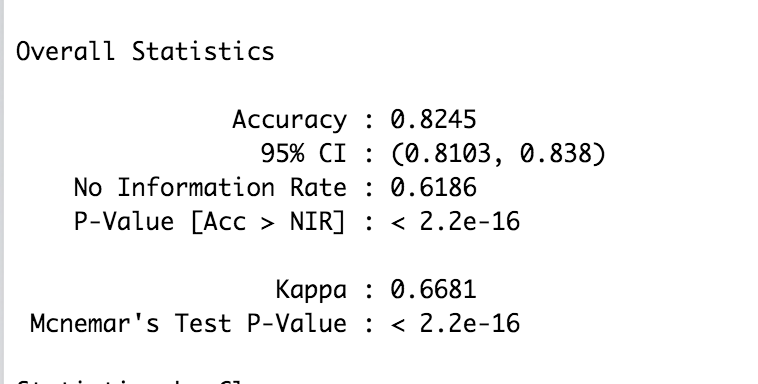 Overall Statistics
Accuracy : 0.8245
95% CI : (0.8103, 0.838)
No Information Rate : 0.6186
P-Value [Acc > NIR] : < 2.2e-16
Kappa : 0.6681
Mcnemar's Test P-Value : < 2.2e-16